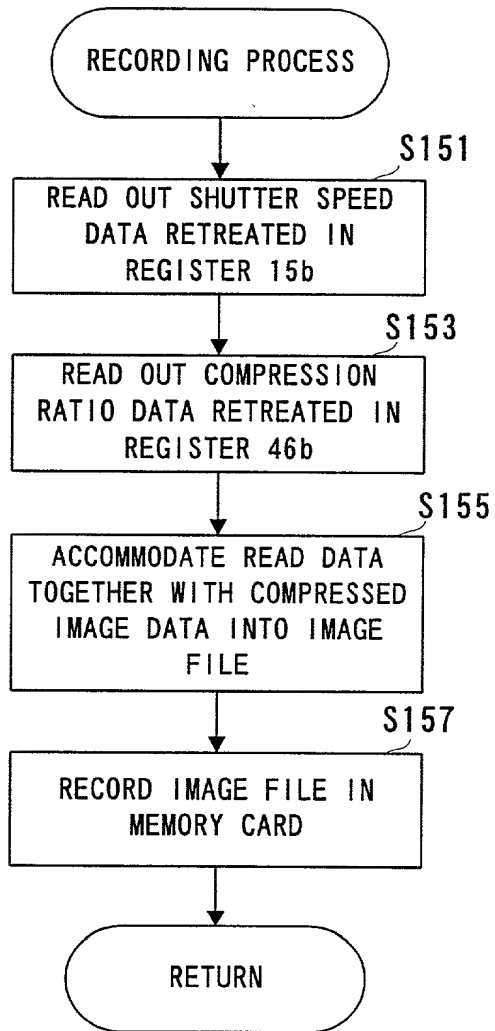 RECORDING PROCESS
S151
READ OUT SHUTTER SPEED
DATA RETREATED IN
REGISTER 15b
S153
READ OUT COMPRESSION
RATIO DATA RETREATED IN
REGISTER 46b
S155
ACCOMMODATE READ DATA
TOGETHER WITH COMPRESSED
IMAGE DATA INTO IMAGE
FILE
S157
RECORD IMAGE FILE IN
MEMORY CARD
RETURN